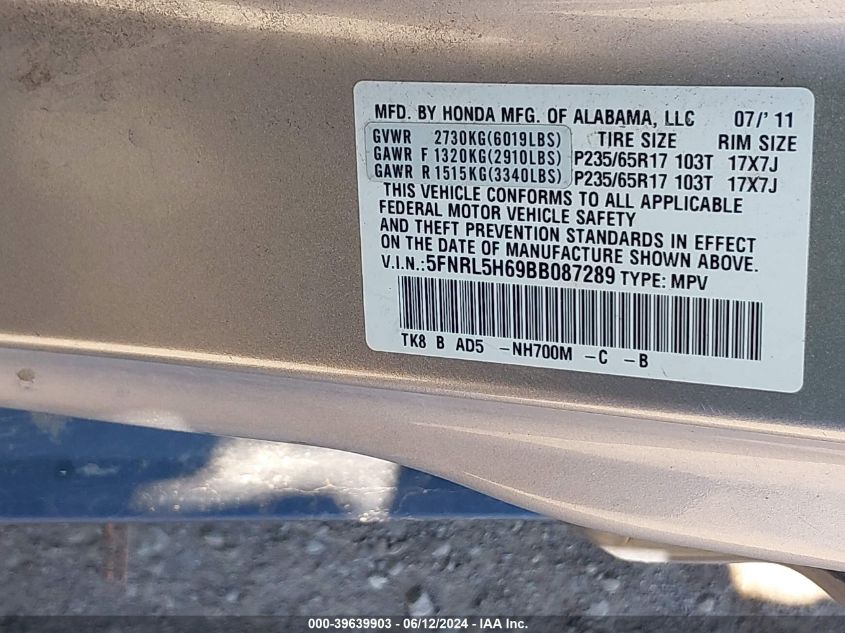 MFD. BY HONDA MFG. OF ALABAMA, LLC 07/'11
GVWR 2730KG(6019LBS) TIRE SIZE RIM SIZE
GAWR F 1320KG(2910LBS) P235/65R17 103T 17X7J
GAWR R 1515KG(3340LBS) P235/65R17 103T 17X7J
THIS VEHICLE CONFORMS TO ALL APPLICABLE
FEDERAL MOTOR VEHICLE SAFETY
AND THEFT PREVENTION STANDARDS IN EFFECT
ON THE DATE OF MANUFACTURE SHOWN ABOVE.
V.I.N.:5FNRL5H69BB087289 TYPE: MPV
TK8 B AD5 -NH700M -C -B
000-39639903 - 06/12/2024 - IAAI.COM